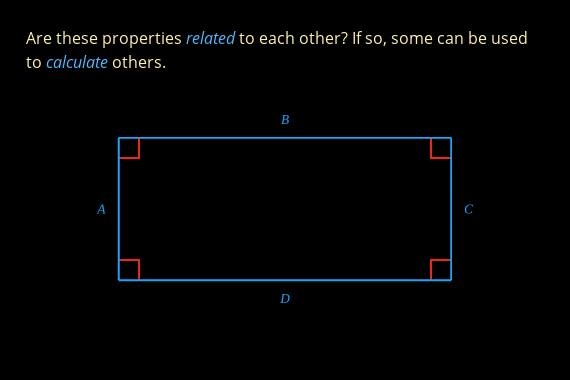 Are these properties related to each other? If so, some can be used
to calculate others.
B
A
C
D